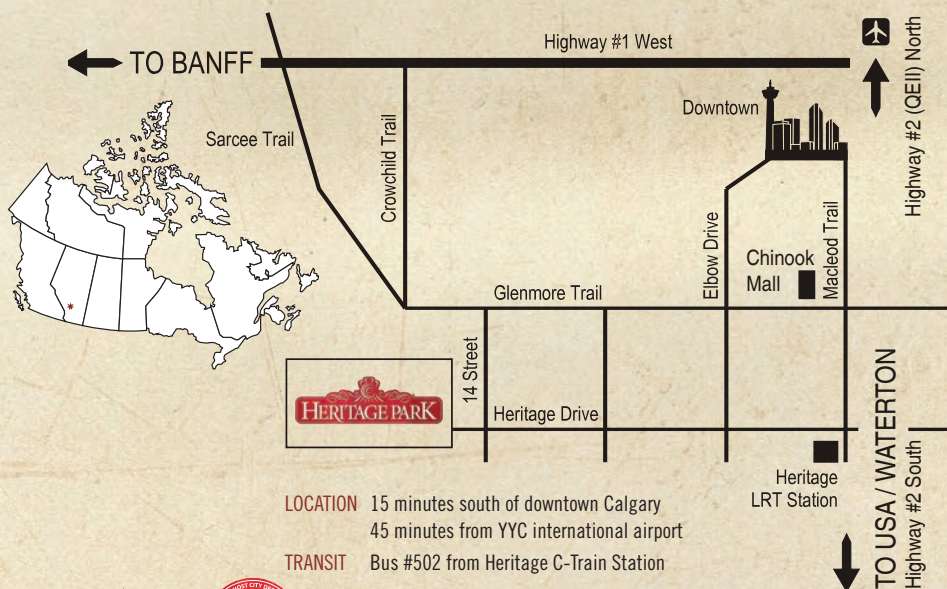 Highway #1 West
TO BANFF
Highway #2 (QEII) North
Downtown
Sarcee Trail
Crowchild Trail
Elbow Drive
Chinook
Mall
Macleod Trail
Glenmore Trail
14 Street
HERITAGE PARK
Heritage Drive
Heritage
LRT Station
TO USA / WATERTON
Highway #2 South
LOCATION 15 minutes south of downtown Calgary
45 minutes from YYC international airport
TRANSIT Bus #502 from Heritage C-Train Station